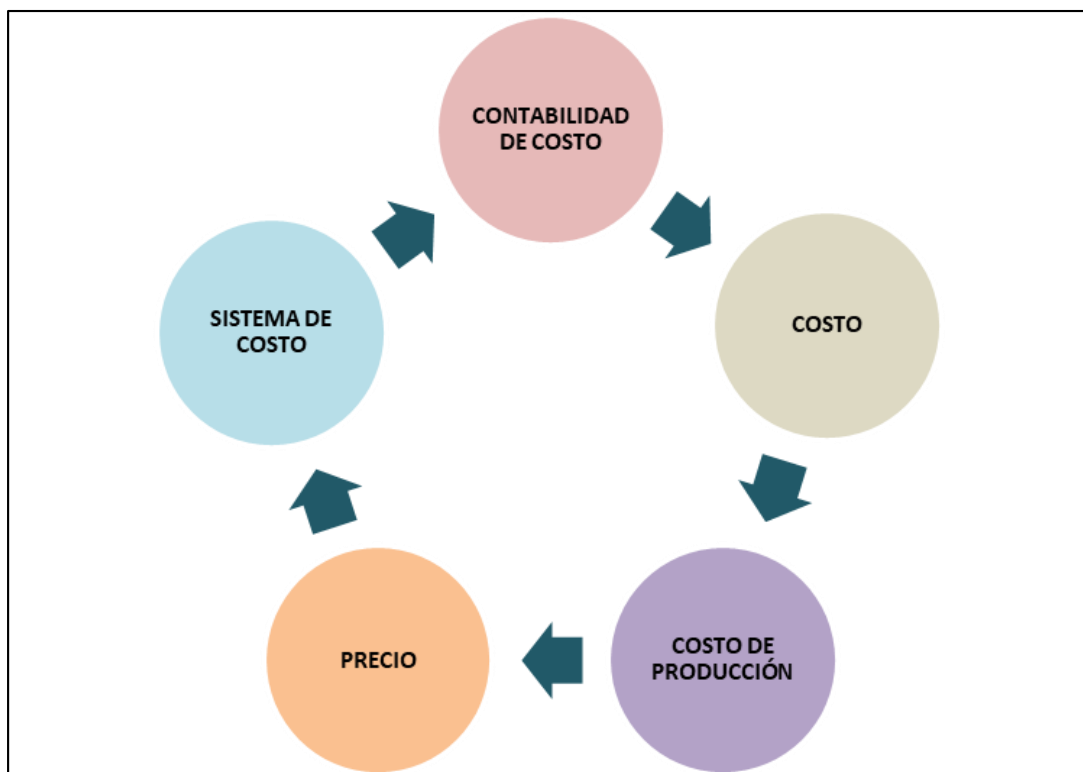 CONTABILIDAD
DE COSTO
COSTO
COSTO DE
PRODUCCIÓN
PRECIO
SISTEMA DE
COSTO